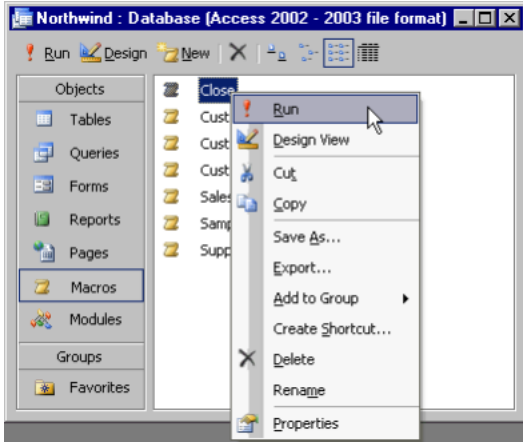 Northwind : Database (Access 2002 - 2003 file format)
Run Design New
Objects
Tables
Queries
Forms
Reports
Pages
Macros
Modules
Groups
Favorites
Close
Cust
Cust
Cust
Sales
Samp
Supp
Run
Design View
Cut
Copy
Save As...
Export...
Add to Group
Create Shortcut...
Delete
Rename
Properties